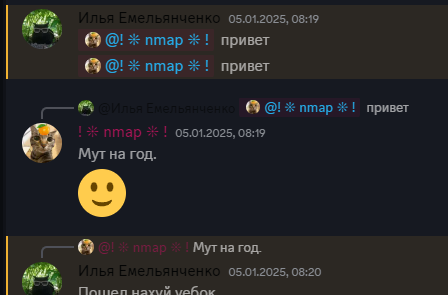 Илья Емельянченко 05.01.2025, 08:19
@! ❊ nmap ❊ ! привет
@! ❊ nmap ❊ ! привет
@Илья Емельянченко @! ❊ nmap ❊ ! привет
! ❊ nmap ❊ ! 05.01.2025, 08:19
Мут на год.
@! ❊ nmap ❊ ! Мут на год.
Илья Емельянченко 05.01.2025, 08:20
Пошел нахуй уебок